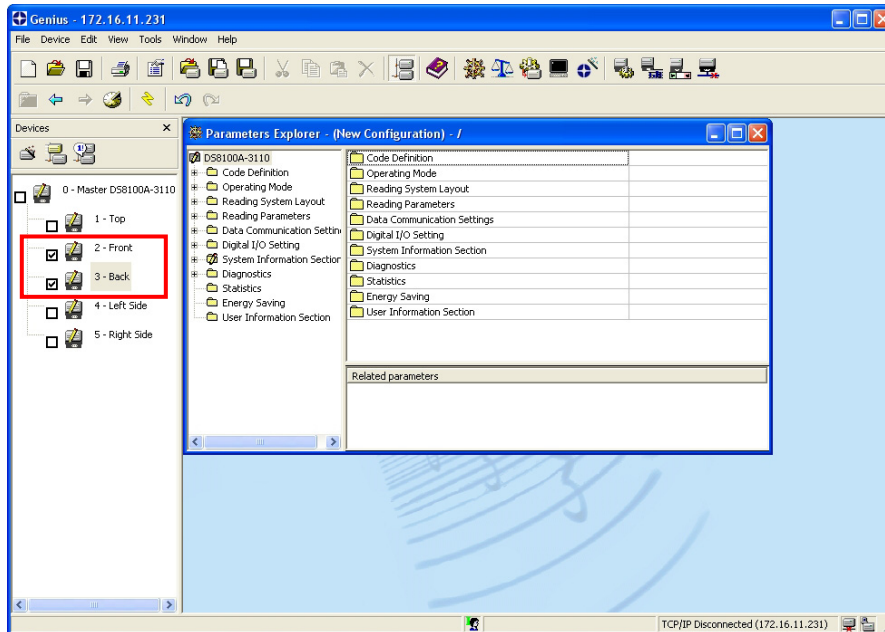 Genius - 172.16.11.231
File Device Edit View Tools Window Help
Devices
0 - Master DS8100A-3110
1 - Top
2 - Front
3 - Back
4 - Left Side
5 - Right Side
Parameters Explorer - (New Configuration) - /
DS8100A-3110
Code Definition
Operating Mode
Reading System Layout
Reading Parameters
Data Communication Settin
Digital I/O Setting
System Information Section
Diagnostics
Statistics
Energy Saving
User Information Section
Code Definition
Operating Mode
Reading System Layout
Reading Parameters
Data Communication Settings
Digital I/O Setting
System Information Section
Diagnostics
Statistics
Energy Saving
User Information Section
Related parameters
TCP/IP Disconnected (172.16.11.231)